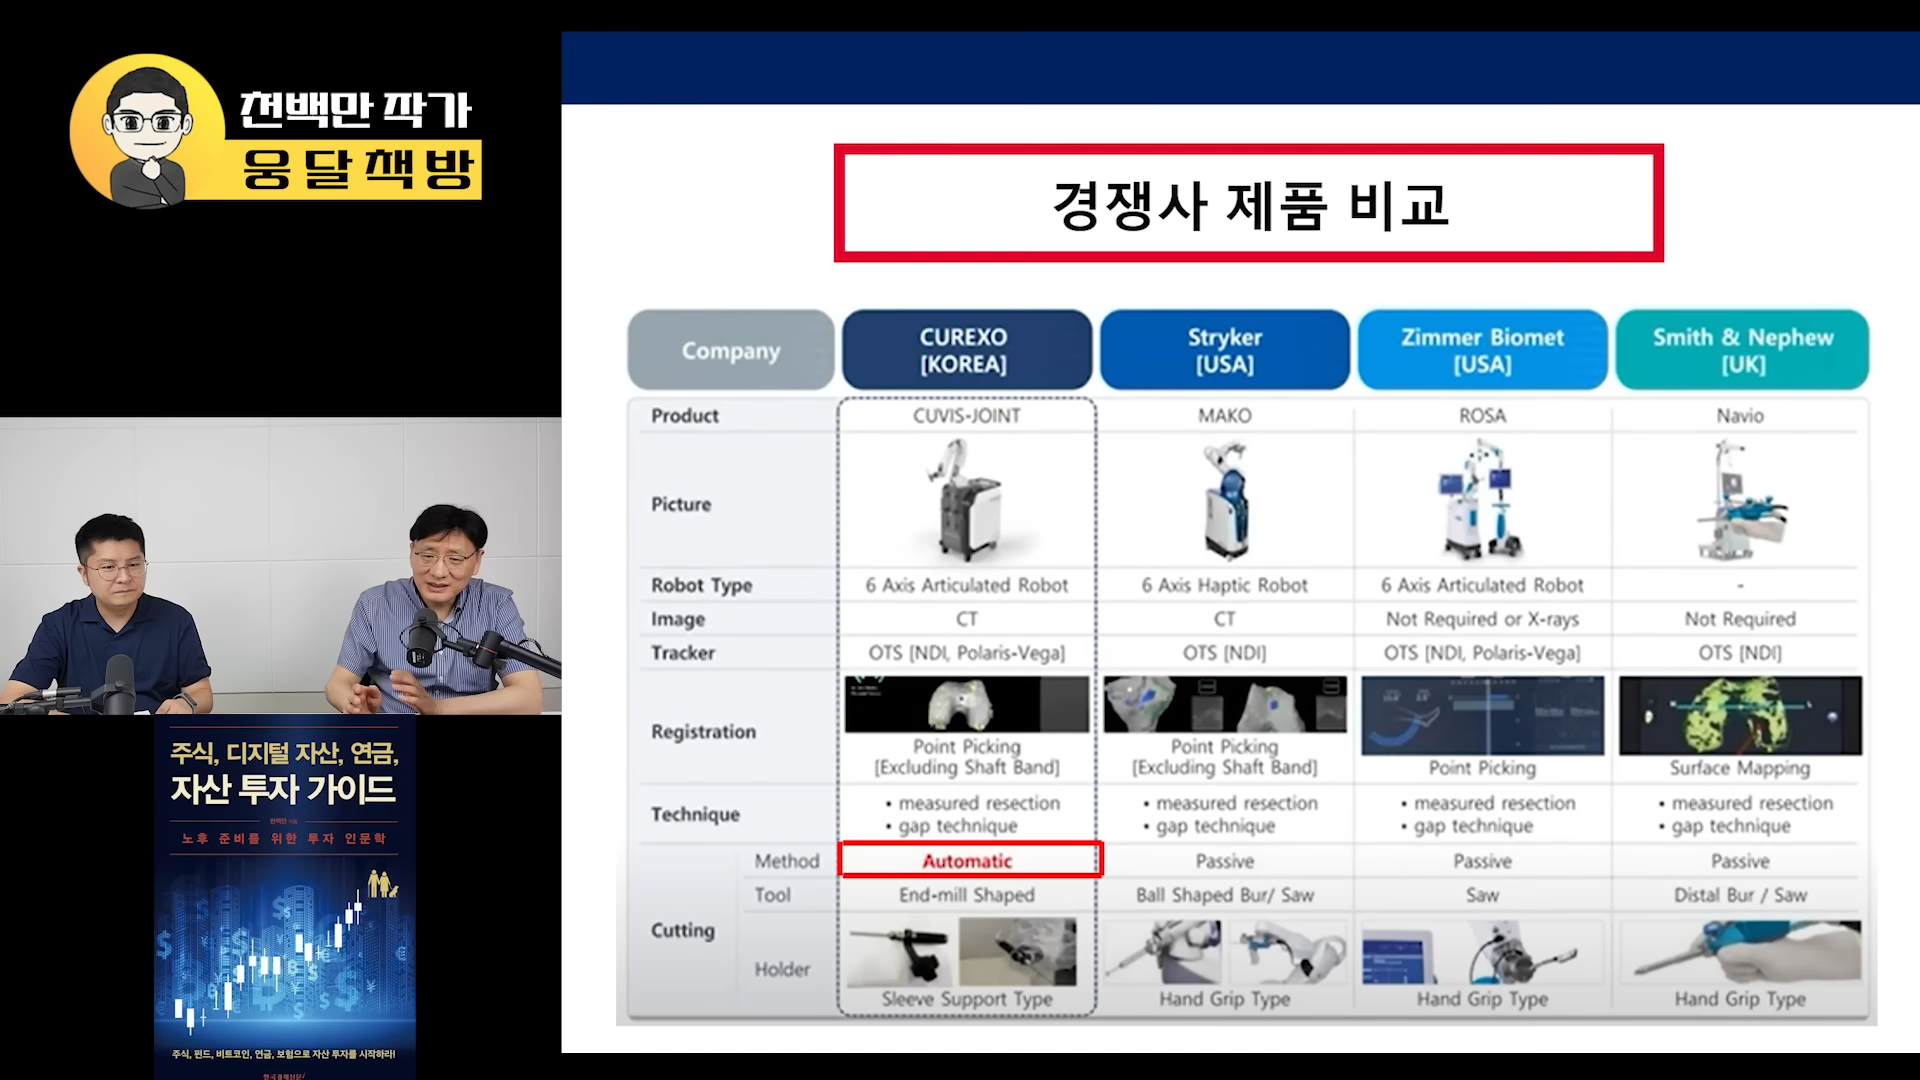 천백만 작가
웅달책방
경쟁사 제품 비교
Company
CUREXO
[KOREA]
Stryker
[USA]
Zimmer Biomet
[USA]
Smith & Nephew
[UK]
Product
CUVIS-JOINT
MAKO
ROSA
Navio
Picture
Robot Type
6 Axis Articulated Robot
6 Axis Haptic Robot
6 Axis Articulated Robot
-
Image
CT
CT
Not Required or X-rays
Not Required
Tracker
OTS [NDI, Polaris-Vega]
OTS [NDI]
OTS [NDI, Polaris-Vega]
OTS [NDI]
Registration
Point Picking
[Excluding Shaft Band]
Point Picking
[Excluding Shaft Band]
Point Picking
Surface Mapping
Technique
• measured resection
• gap technique
• measured resection
• gap technique
• measured resection
• gap technique
• measured resection
• gap technique
Cutting
Method
Automatic
Passive
Passive
Passive
Tool
End-mill Shaped
Ball Shaped Bur/ Saw
Saw
Distal Bur / Saw
Holder
Sleeve Support Type
Hand Grip Type
Hand Grip Type
Hand Grip Type
주식, 디지털 자산, 연금,
자산 투자 가이드
노후 준비를 위한 투자 인문학
주식, 펀드, 비트코인, 연금, 보험으로 자산 투자를 시작하라!